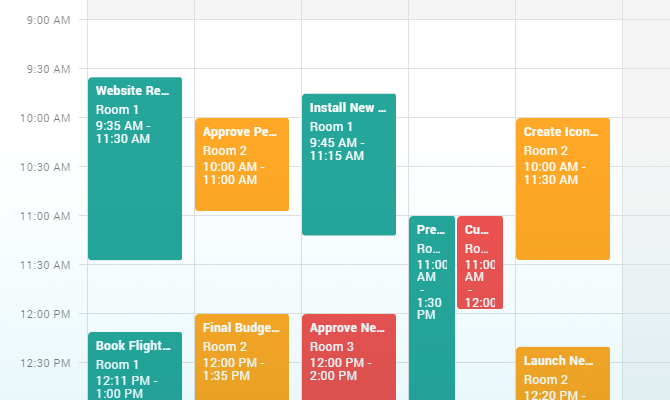 9:00 AM
9:30 AM
10:00 AM
10:30 AM
11:00 AM
11:30 AM
12:00 PM
12:30 PM
Website Re...
Room 1
9:35 AM -
11:30 AM
Book Flight...
Room 1
12:11 PM -
1:00 PM
Approve Pe...
Room 2
10:00 AM -
11:00 AM
Final Budge...
Room 2
12:00 PM -
1:35 PM
Install New ...
Room 1
9:45 AM -
11:15 AM
Approve Ne...
Room 3
12:00 PM -
2:00 PM
Pre...
Ro...
11:00
AM
-
1:30
PM
Cu...
Ro...
11:00
AM
-
12:00
Create Icon...
Room 2
10:00 AM -
11:30 AM
Launch Ne...
Room 2
12:20 PM -